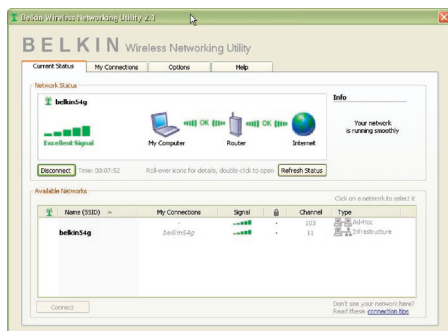 Belkin Wireless Networking Utility 2.1
BELKIN Wireless Networking Utility
Current Status My Connections Options Help
Network Status
belkin54g
Info
OK OK
Your network
is running smoothly
Excellent Signal My Computer Router Internet
Disconnect Time: 00:07:52 Roll-over icons for details, double-click to open Refresh Status
Available Networks
Click on a network to select it
Name (SSID) My Connections Signal Channel Type
- - 103 Ad-Hoc
belkin54g belkin54g - 11 Infrastructure
Connect
Don't see your network here?
Read these connection tips